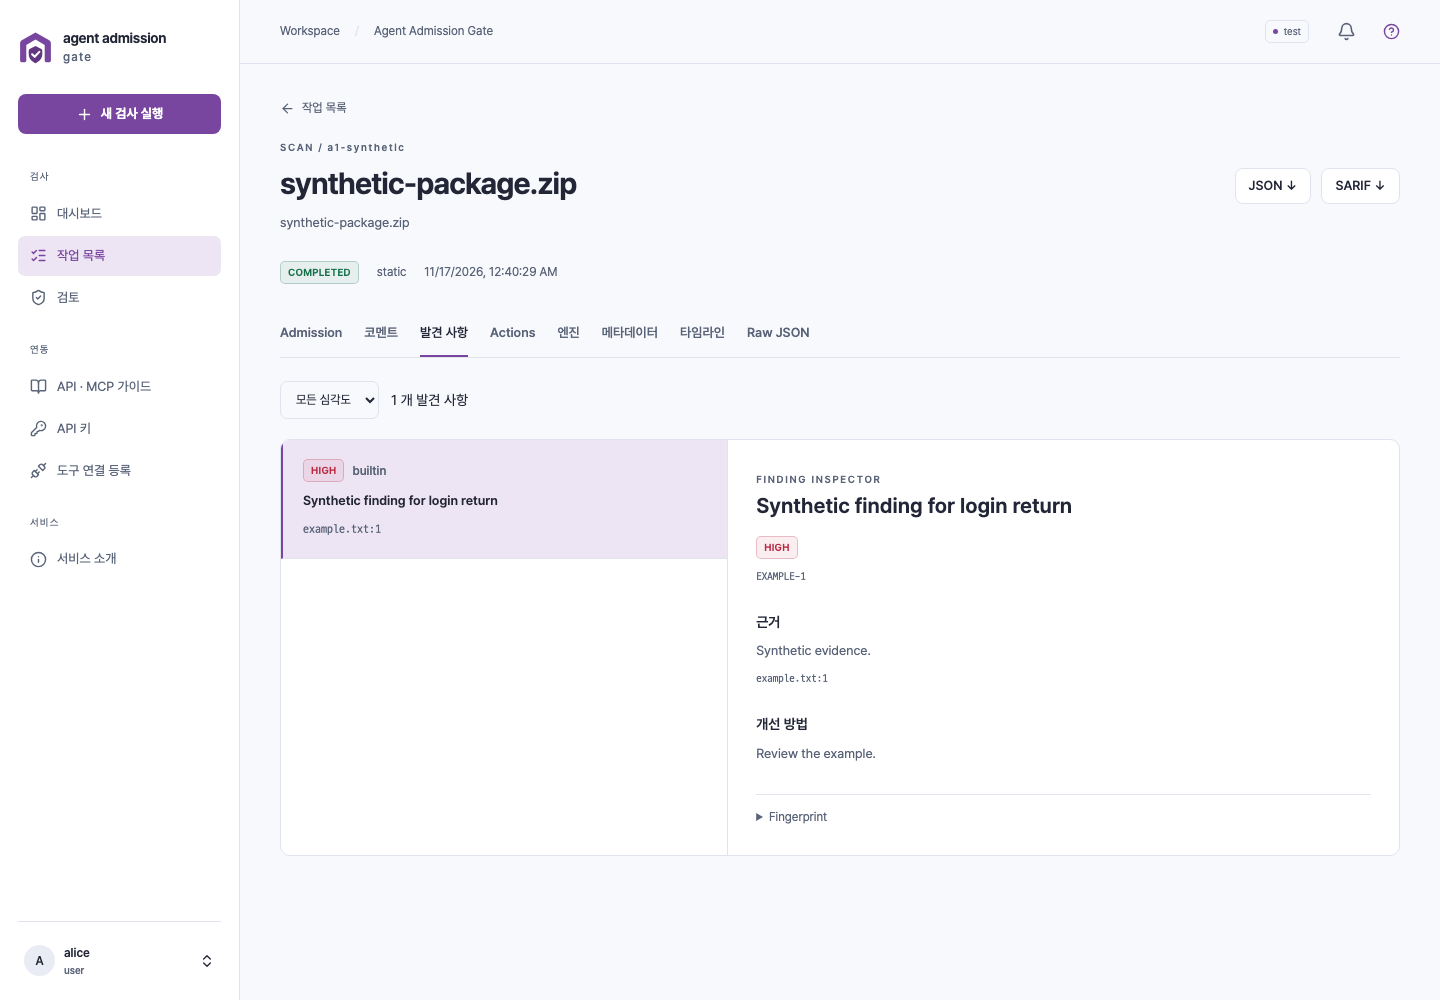 agent admission
gate
새 검사 실행
검사
대시보드
작업 목록
검토
연동
API · MCP 가이드
API 키
도구 연결 등록
서비스
서비스 소개
A
alice
user
Workspace / Agent Admission Gate
test
작업 목록
SCAN / a1-synthetic
synthetic-package.zip
JSON ↓
SARIF ↓
synthetic-package.zip
COMPLETED static 11/17/2026, 12:40:29 AM
Admission 코멘트 발견 사항 Actions 엔진 메타데이터 타임라인 Raw JSON
모든 심각도 1 개 발견 사항
HIGH builtin
Synthetic finding for login return
example.txt:1
FINDING INSPECTOR
Synthetic finding for login return
HIGH
EXAMPLE-1
근거
Synthetic evidence.
example.txt:1
개선 방법
Review the example.
Fingerprint